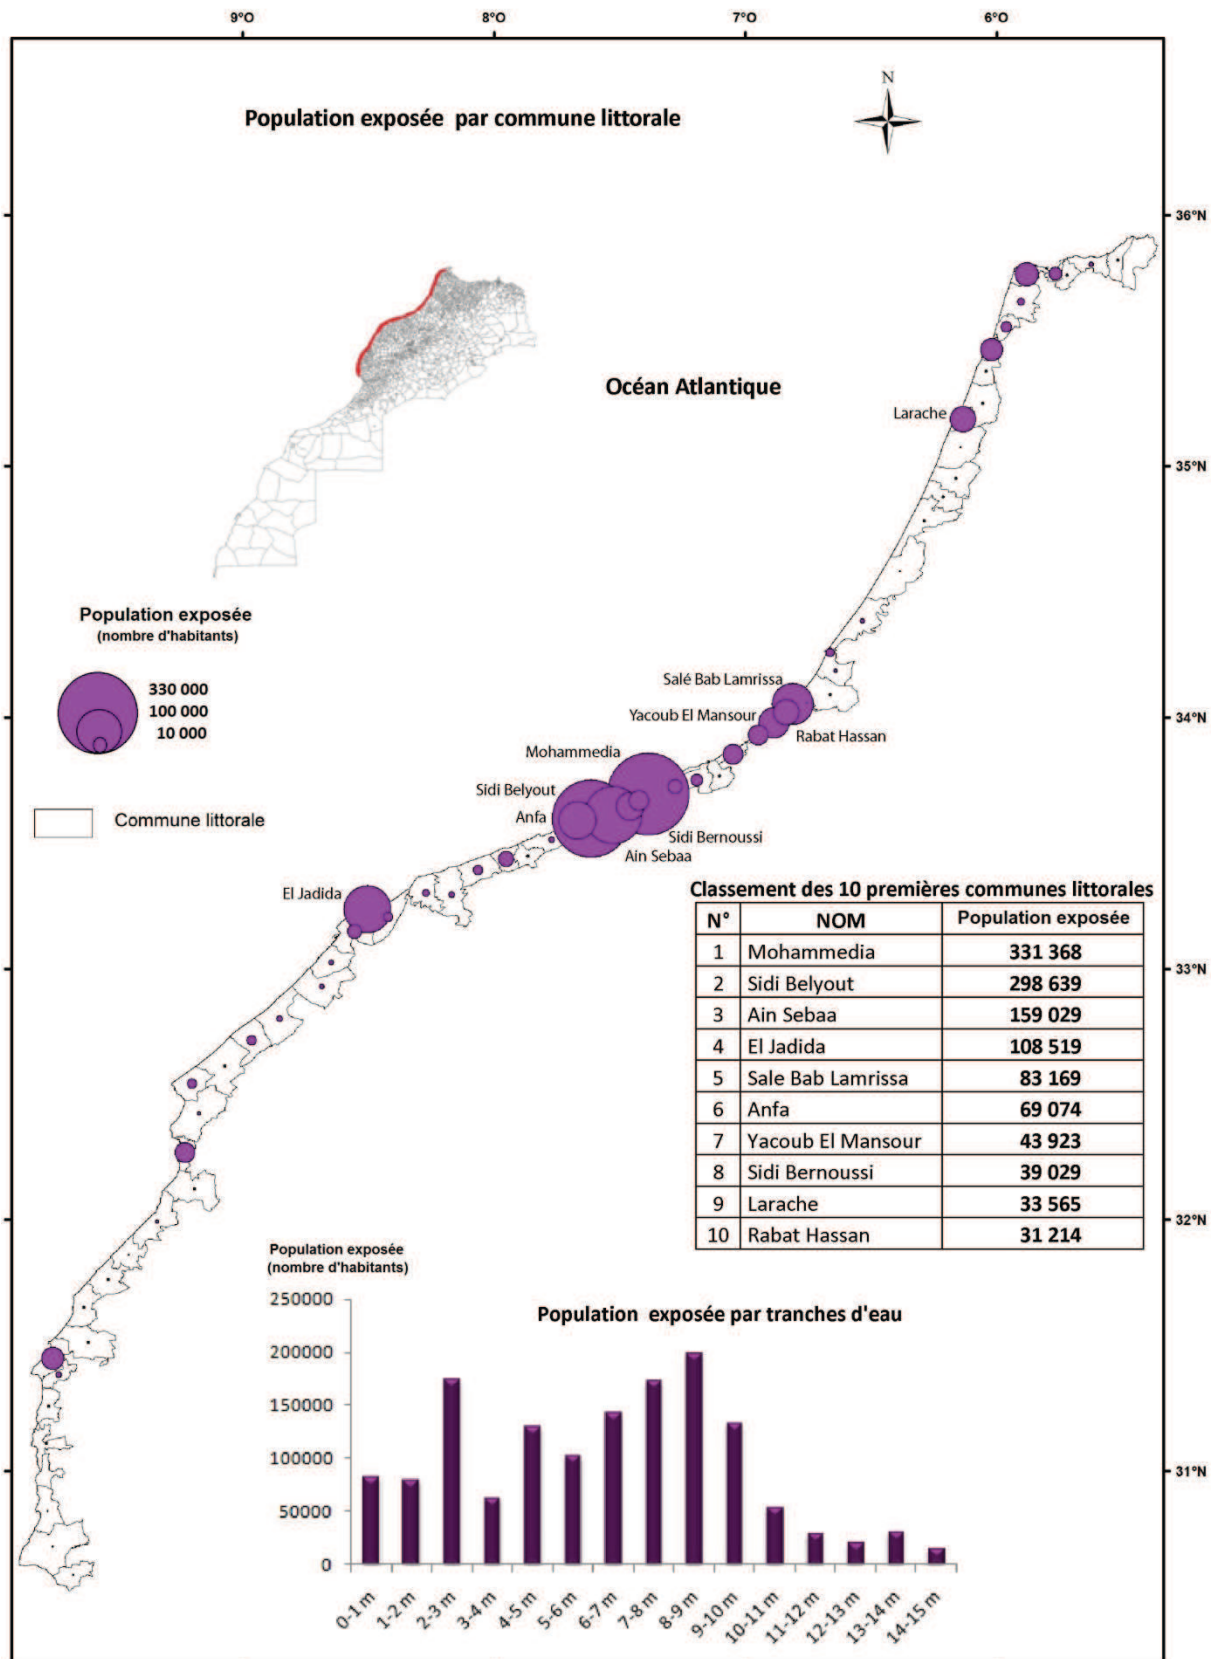 9°O 8°O 7°O 6°O
N
Population exposée par commune littorale
36°N
Océan Atlantique
Larache
35°N
Population exposée
(nombre d'habitants)
330 000
100 000
10 000
Commune littorale
Salé Bab Lamrissa
Yacoub El Mansour
34°N
Rabat Hassan
Mohammedia
Sidi Belyout
Anfa
Sidi Bernoussi
Ain Sebaa
El Jadida
Classement des 10 premières communes littorales
N° NOM Population exposée
1 Mohammedia 331 368
2 Sidi Belyout 298 639
3 Ain Sebaa 159 029
4 El Jadida 108 519
5 Sale Bab Lamrissa 83 169
6 Anfa 69 074
7 Yacoub El Mansour 43 923
8 Sidi Bernoussi 39 029
9 Larache 33 565
10 Rabat Hassan 31 214
33°N
32°N
31°N
Population exposée
(nombre d'habitants)
Population exposée par tranches d'eau
250000
200000
150000
100000
50000
0
0-1 m 1-2 m 2-3 m 3-4 m 4-5 m 5-6 m 6-7 m 7-8 m 8-9 m 9-10 m 10-11 m 11-12 m 12-13 m 13-14 m 14-15 m